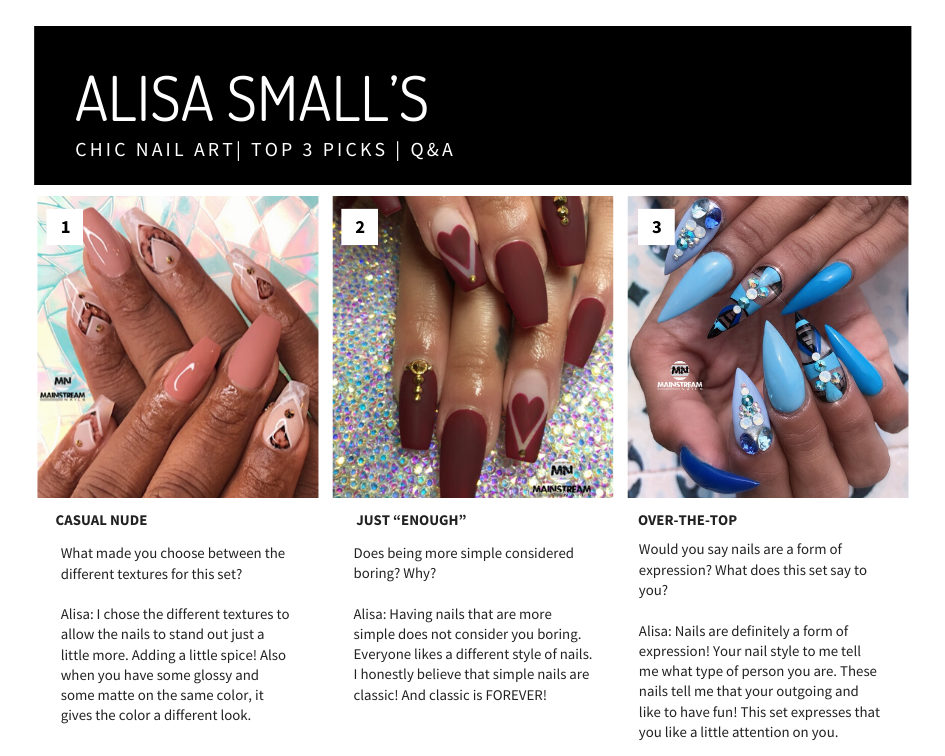 ALISA SMALL’S
CHIC NAIL ART| TOP 3 PICKS | Q&A
1
MN
MAINSTREAM
NAILS
2
MN
MAINSTREAM
3
MN
MAINSTREAM
NAILS
CASUAL NUDE
What made you choose between the
different textures for this set?
Alisa: I chose the different textures to
allow the nails to stand out just a
little more. Adding a little spice! Also
when you have some glossy and
some matte on the same color, it
gives the color a different look.
JUST “ENOUGH”
Does being more simple considered
boring? Why?
Alisa: Having nails that are more
simple does not consider you boring.
Everyone likes a different style of nails.
I honestly believe that simple nails are
classic! And classic is FOREVER!
OVER-THE-TOP
Would you say nails are a form of
expression? What does this set say to
you?
Alisa: Nails are definitely a form of
expression! Your nail style to me tell
me what type of person you are. These
nails tell me that your outgoing and
like to have fun! This set expresses that
you like a little attention on you.